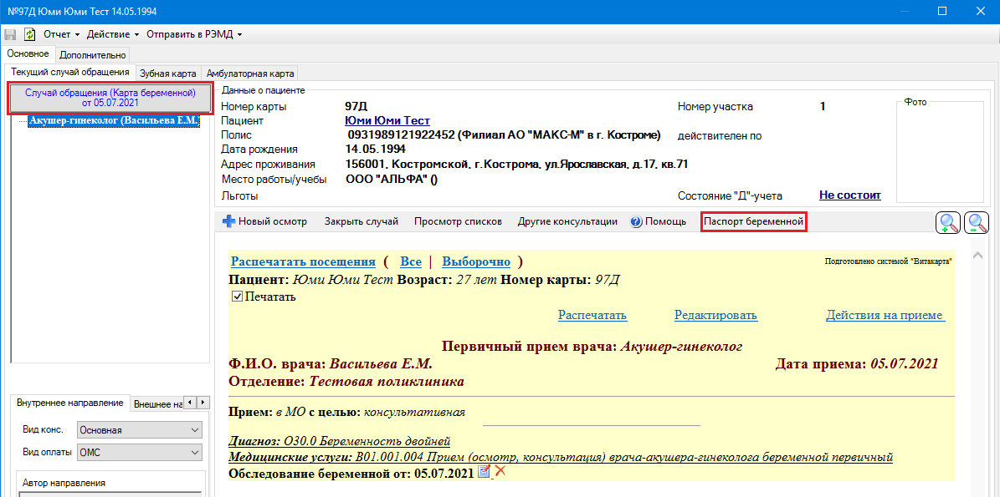 №97Д Юми Юми Тест 14.05.1994
Отчет Действие Отправить в РЭМД
Основное Дополнительно
Текущий случай обращения Зубная карта Амбулаторная карта
Случай обращения (Карта беременной)
от 05.07.2021
Акушер-гинеколог (Васильева Е.М.)
Данные о пациенте
Номер карты 97Д Номер участка 1 Фото
Пациент Юми Юми Тест
Полис 0931989121922452 (Филиал АО "МАКС-М" в г. Костроме) действителен по
Дата рождения 14.05.1994
Адрес проживания 156001, Костромской, г.Кострома, ул.Ярославская, д.17, кв.71
Место работы/учебы ООО "АЛЬФА" ()
Льготы Состояние "Д"-учета Не состоит
Новый осмотр Закрыть случай Просмотр списков Другие консультации Помощь Паспорт беременной
Распечатать посещения ( Все | Выборочно ) Подготовлено системой "Витакарта"
Пациент: Юми Юми Тест Возраст: 27 лет Номер карты: 97Д
Печатать
Распечатать Редактировать Действия на приеме
Первичный прием врача: Акушер-гинеколог
Ф.И.О. врача: Васильева Е.М. Дата приема: 05.07.2021
Отделение: Тестовая поликлиника
Прием: в МО с целью: консультативная
Диагноз: О30.0 Беременность двойней
Медицинские услуги: В01.001.004 Прием (осмотр, консультация) врача-акушера-гинеколога беременной первичный
Обследование беременной от: 05.07.2021
Внутреннее направление Внешнее на
Вид конс. Основная
Вид оплаты ОМС
Автор направления